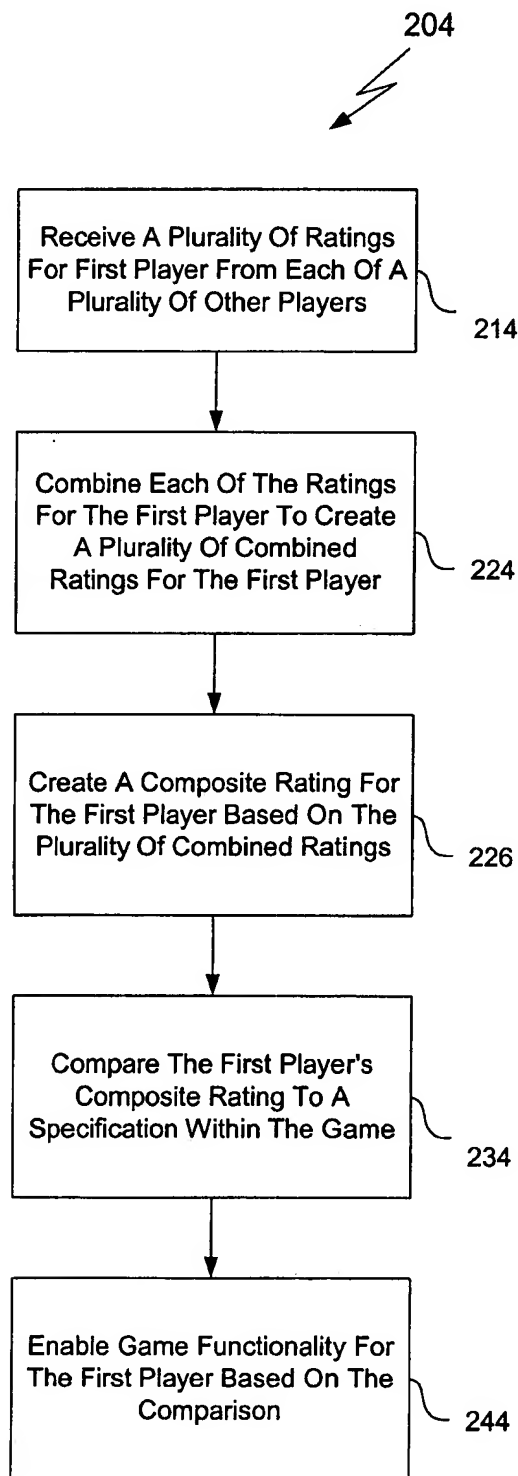 204
Receive A Plurality Of Ratings
For First Player From Each Of A
Plurality Of Other Players
214
Combine Each Of The Ratings
For The First Player To Create
A Plurality Of Combined
Ratings For The First Player
224
Create A Composite Rating For
The First Player Based On The
Plurality Of Combined Ratings
226
Compare The First Player's
Composite Rating To A
Specification Within The Game
234
Enable Game Functionality For
The First Player Based On The
Comparison
244